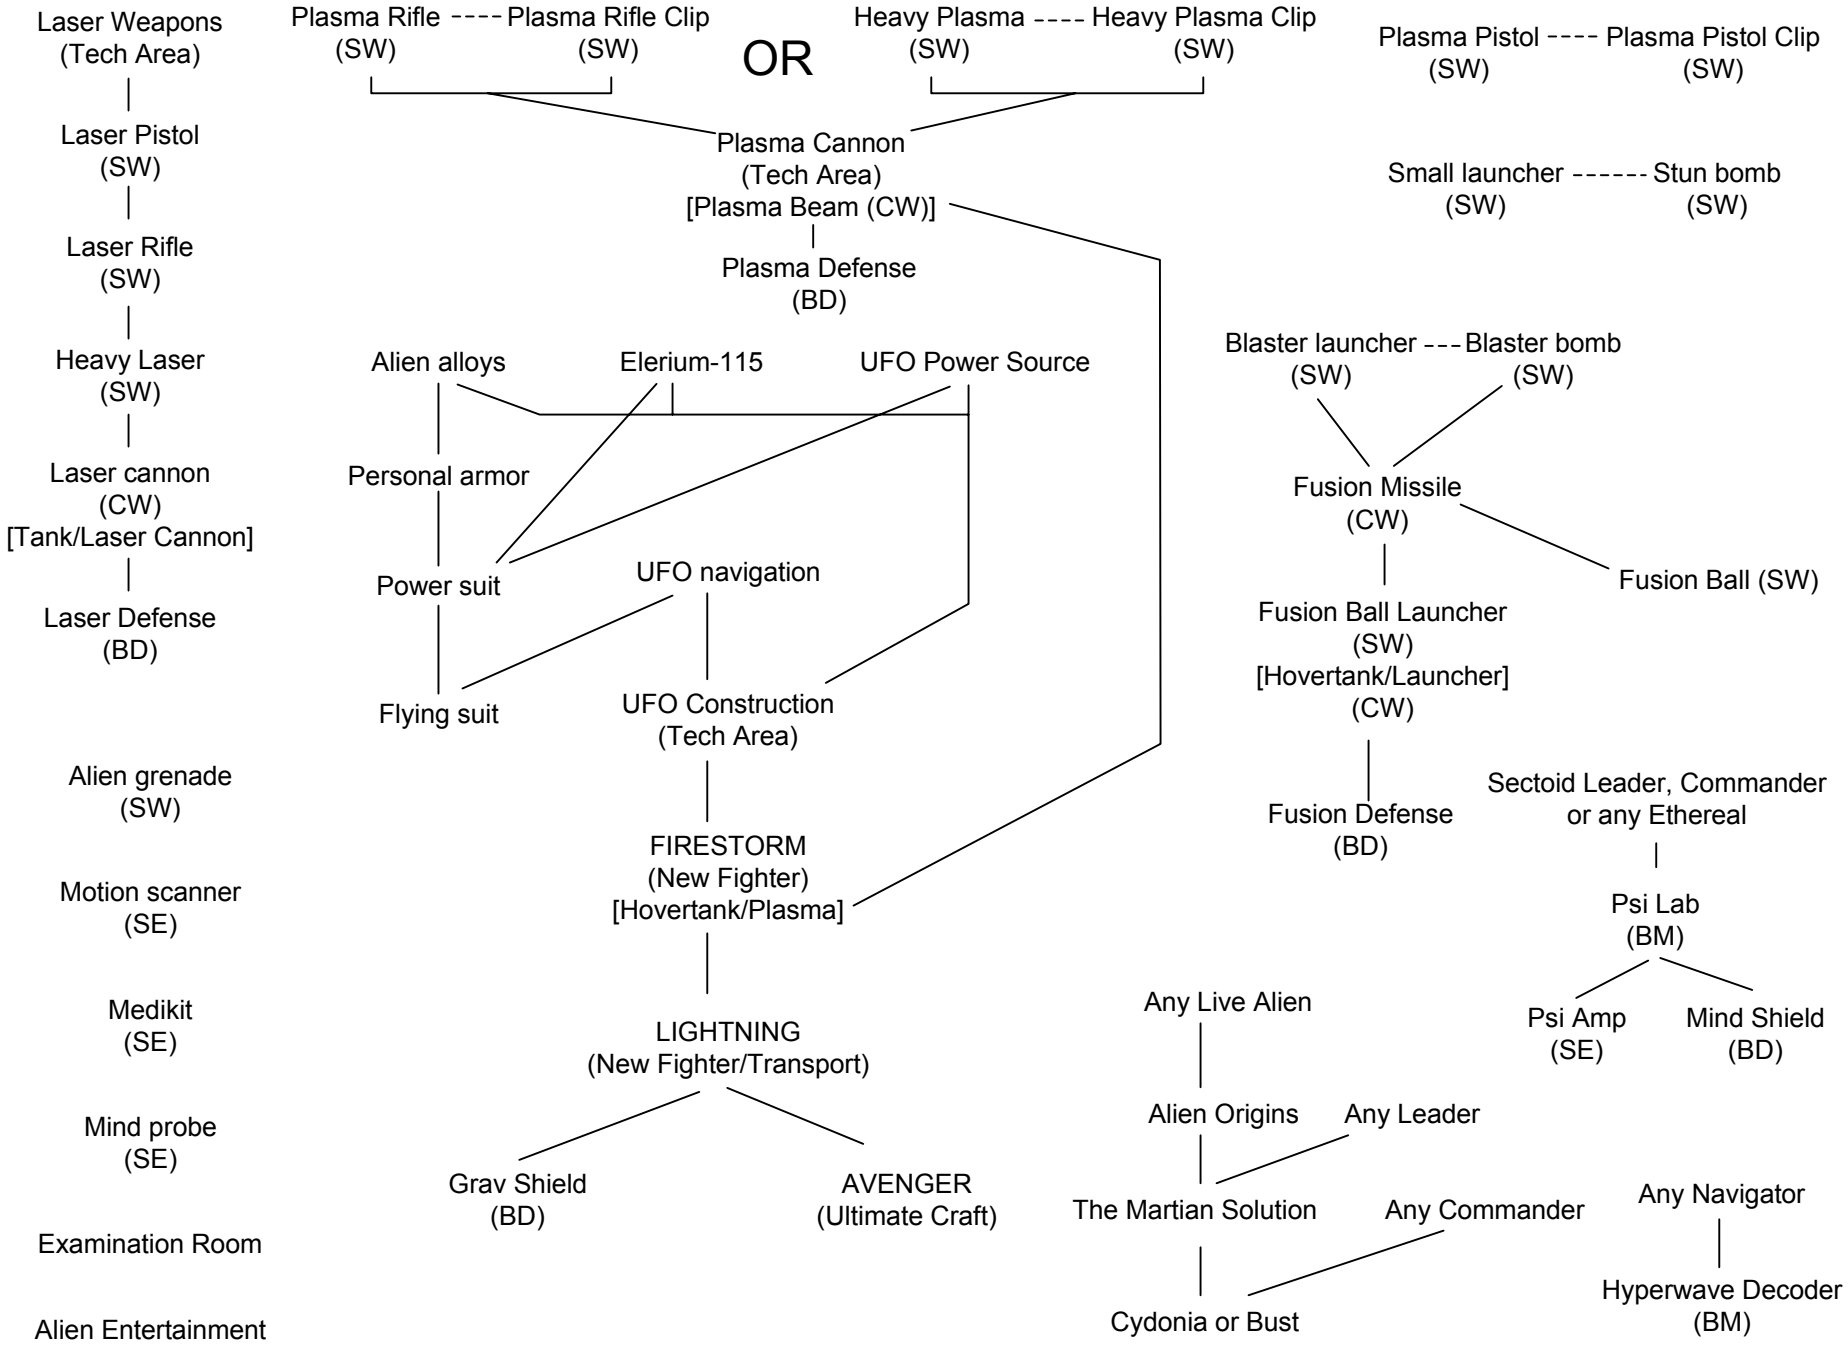 Laser Weapons
(Tech Area)
Laser Pistol
(SW)
Laser Rifle
(SW)
Heavy Laser
(SW)
Laser cannon
(CW)
[Tank/Laser Cannon]
Laser Defense
(BD)
Alien grenade
(SW)
Motion scanner
(SE)
Medikit
(SE)
Mind probe
(SE)
Examination Room
Alien Entertainment
Plasma Rifle ---- Plasma Rifle Clip
(SW) (SW)
OR
Heavy Plasma ---- Heavy Plasma Clip
(SW) (SW)
Plasma Cannon
(Tech Area)
[Plasma Beam (CW)]
Plasma Defense
(BD)
Plasma Pistol ---- Plasma Pistol Clip
(SW) (SW)
Small launcher ------ Stun bomb
(SW) (SW)
Alien alloys
Elerium-115
UFO Power Source
Personal armor
Power suit
UFO navigation
Flying suit
UFO Construction
(Tech Area)
FIRESTORM
(New Fighter)
[Hovertank/Plasma]
LIGHTNING
(New Fighter/Transport)
Grav Shield
(BD)
AVENGER
(Ultimate Craft)
Blaster launcher --- Blaster bomb
(SW) (SW)
Fusion Missile
(CW)
Fusion Ball (SW)
Fusion Ball Launcher
(SW)
[Hovertank/Launcher]
(CW)
Fusion Defense
(BD)
Sectoid Leader, Commander
or any Ethereal
Psi Lab
(BM)
Psi Amp
(SE)
Mind Shield
(BD)
Any Live Alien
Alien Origins
Any Leader
The Martian Solution
Any Commander
Cydonia or Bust
Any Navigator
Hyperwave Decoder
(BM)